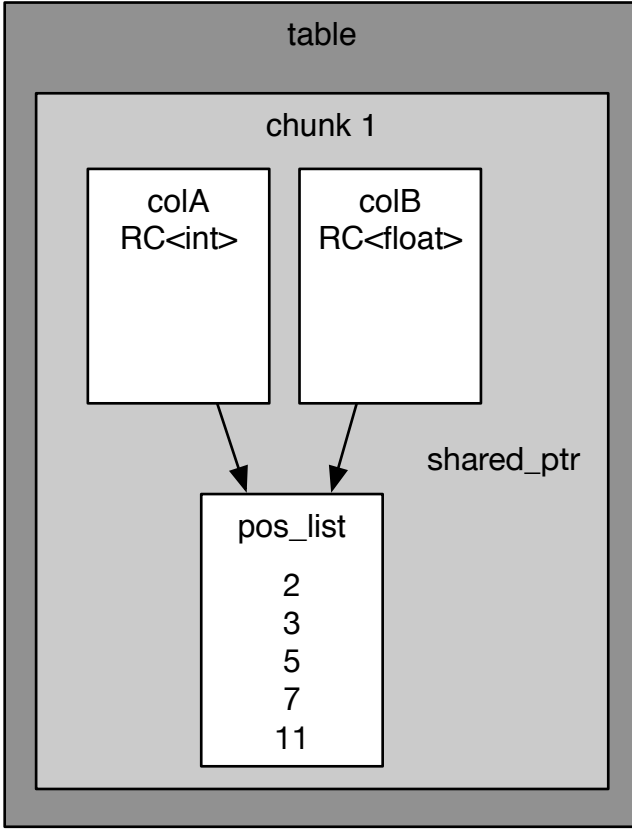 table
chunk 1
colA
RC<int>
colB
RC<float>
shared_ptr
pos_list
2
3
5
7
11